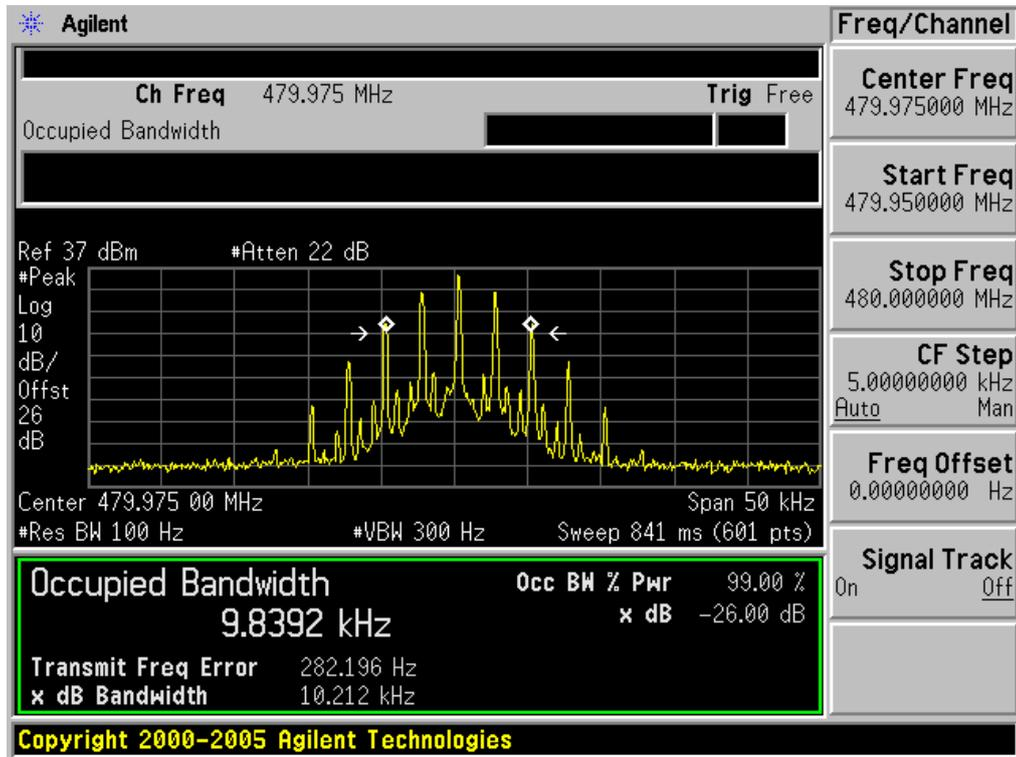 Agilent
Ch Freq 479.975 MHz Trig Free
Occupied Bandwidth
Ref 37 dBm #Atten 22 dB
#Peak
Log
10
dB/
Offst
26
dB
Center 479.975 00 MHz Span 50 kHz
#Res BW 100 Hz #VBW 300 Hz Sweep 841 ms (601 pts)
Occupied Bandwidth
9.8392 kHz
Occ BW % Pwr 99.00 %
x dB -26.00 dB
Transmit Freq Error 282.196 Hz
x dB Bandwidth 10.212 kHz
Copyright 2000-2005 Agilent Technologies
Freq/Channel
Center Freq
479.975000 MHz
Start Freq
479.950000 MHz
Stop Freq
480.000000 MHz
CF Step
5.00000000 kHz
Auto Man
Freq Offset
0.00000000 Hz
Signal Track
On Off